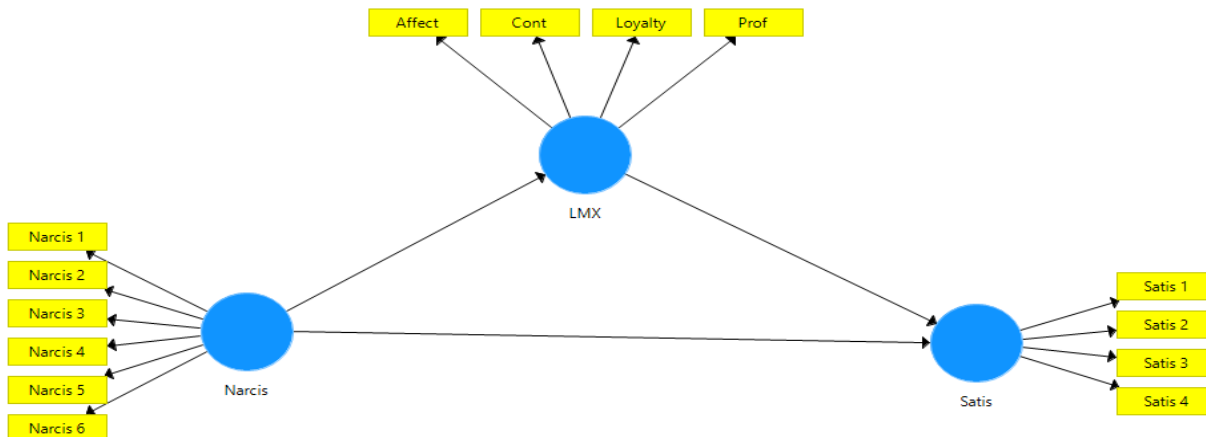 Affect
Cont
Loyalty
Prof
LMX
Narcis 1
Narcis 2
Narcis 3
Narcis 4
Narcis 5
Narcis 6
Narcis
Satis 1
Satis 2
Satis 3
Satis 4
Satis